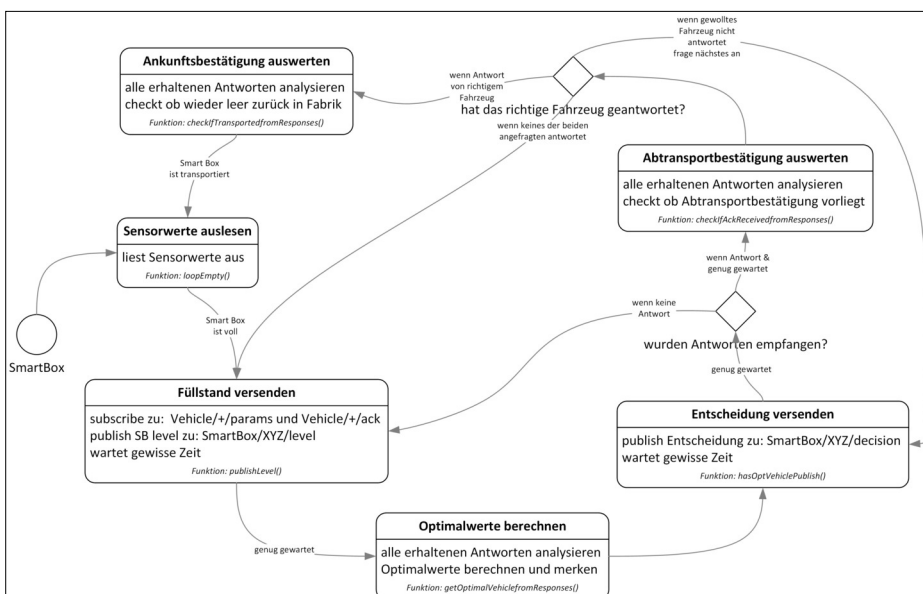 wenn gewolltes
Fahrzeug nicht
antwortet
frage nächstes an
Ankunftsbestätigung auswerten
alle erhaltenen Antworten analysieren
checkt ob wieder leer zurück in Fabrik
Funktion: checkIfTransportedfromResponses()
wenn Antwort
von richtigem
Fahrzeug
hat das richtige Fahrzeug geantwortet?
wenn keines der beiden
angefragten antwortet
Smart Box
ist transportiert
Abtransportbestätigung auswerten
alle erhaltenen Antworten analysieren
checkt ob Abtransportbestätigung vorliegt
Funktion: checkIfAckReceivedfromResponses()
Sensorwerte auslesen
liest Sensorwerte aus
Funktion: loopEmpty()
wenn Antwort &
genug gewartet
SmartBox
Smart Box
ist voll
wenn keine
Antwort
wurden Antworten empfangen?
genug gewartet
Füllstand versenden
subscribe zu: Vehicle/+/params und Vehicle/+/ack
publish SB level zu: SmartBox/XYZ/level
wartet gewisse Zeit
Funktion: publishLevel()
Entscheidung versenden
publish Entscheidung zu: SmartBox/XYZ/decision
wartet gewisse Zeit
Funktion: hasOptVehiclePublish()
genug gewartet
Optimalwerte berechnen
alle erhaltenen Antworten analysieren
Optimalwerte berechnen und merken
Funktion: getOptimalVehiclefromResponses()